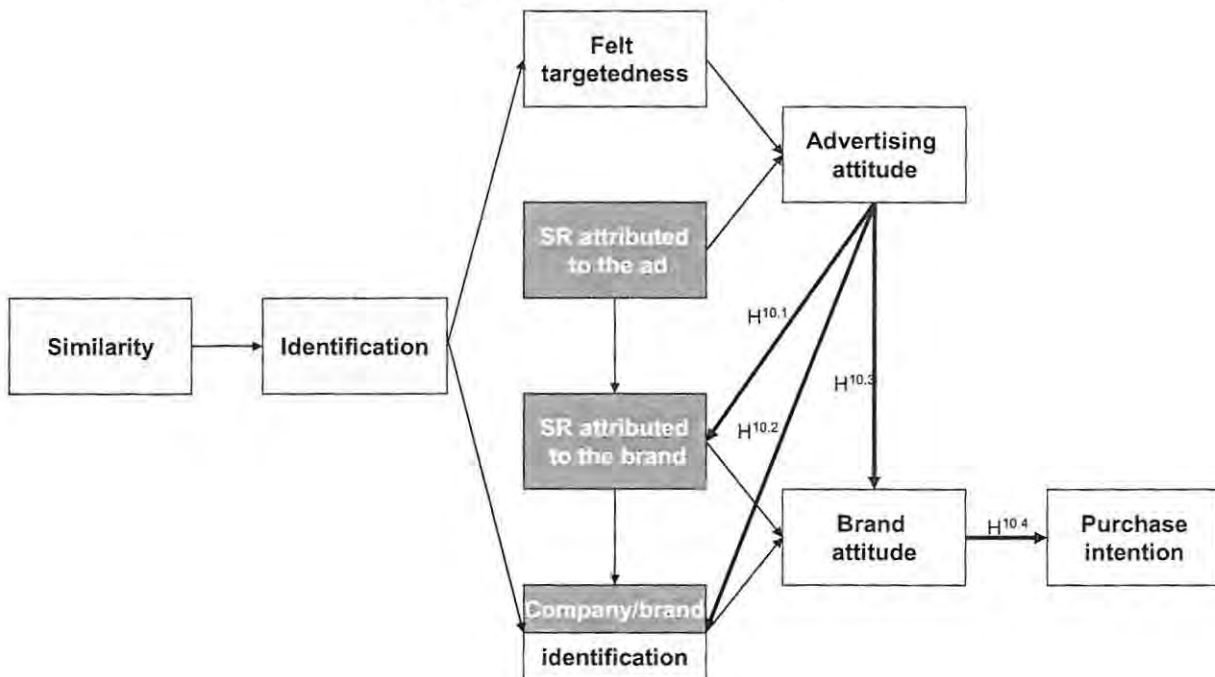 Felt
targetedness
Advertising
attitude
SR attributed
to the ad
Similarity
Identification
H10.1
H10.3
SR attributed
to the brand
H10.2
Brand
attitude
H10.4
Purchase
intention
Company/brand
identification